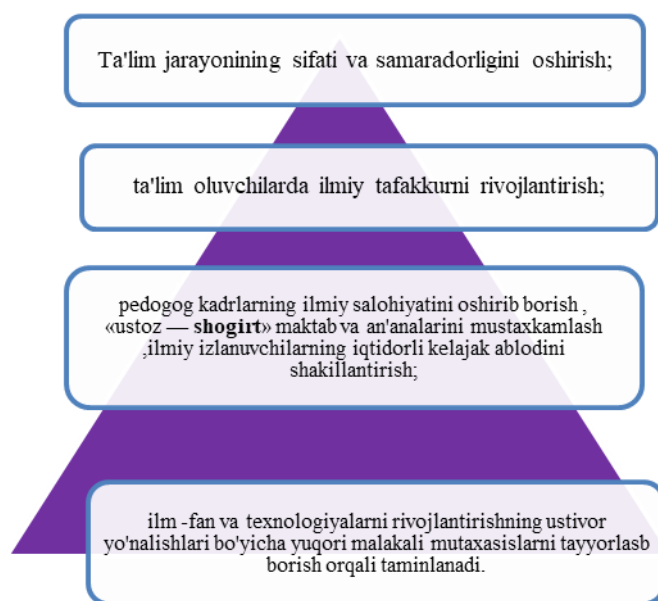 Ta'lim jarayonining sifati va samaradorligini oshirish;
ta'lim oluvchilarda ilmiy tafakkurni rivojlantirish;
pedogog kadrlarning ilmiy salohiyatini oshirib borish ,
«ustoz — shogirt» maktab va an'analarini mustaxkamlash
,ilmiy izlanuvchilarning iqtidorli kelajak ablodini
shakillantirish;
ilm -fan va texnologiyalarni rivojlantirishning ustivor
yo'nalishlari bo'yicha yuqori malakali mutaxasislarni tayyorlasb
borish orqali taminlanadi.